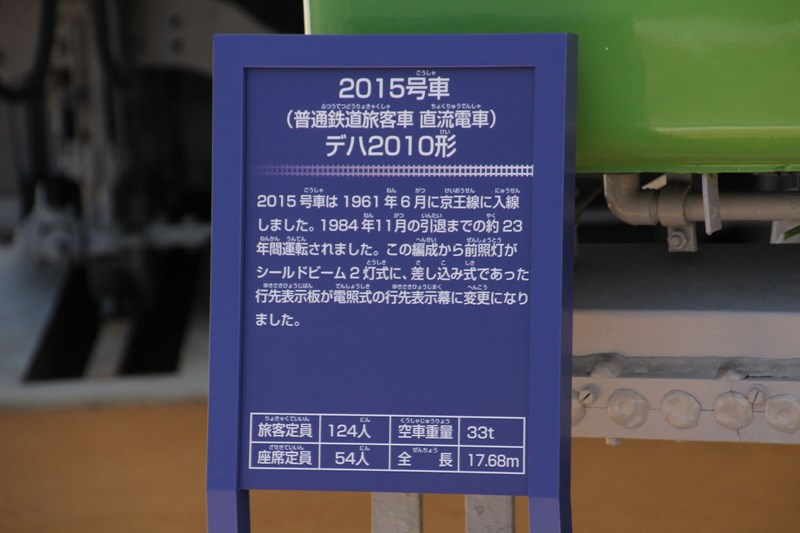 2015号車
（普通鉄道旅客車 直流電車）
デハ2010形
2015号車は1961年6月に京王線に入線
しました。1984年11月の引退までの約23
年間運転されました。この編成から前照灯が
シールドビーム2灯式に、差し込み式であった
行先表示板が電照式の行先表示幕に変更になり
ました。
旅客定員 124人 空車重量 33t
座席定員 54人 全長 17.68m